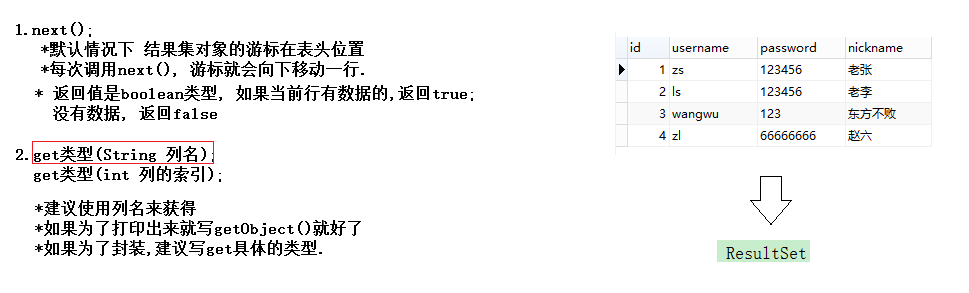 1.next();
*默认情况下 结果集对象的游标在表头位置
*每次调用next(), 游标就会向下移动一行.
* 返回值是boolean类型, 如果当前行有数据的,返回true;
没有数据, 返回false
2.get类型(String 列名);
get类型(int 列的索引);
*建议使用列名来获得
*如果为了打印出来就写getObject()就好了
*如果为了封装,建议写get具体的类型.
id username password nickname
1 zs 123456 老张
2 ls 123456 老李
3 wangwu 123 东方不败
4 zl 66666666 赵六
ResultSet